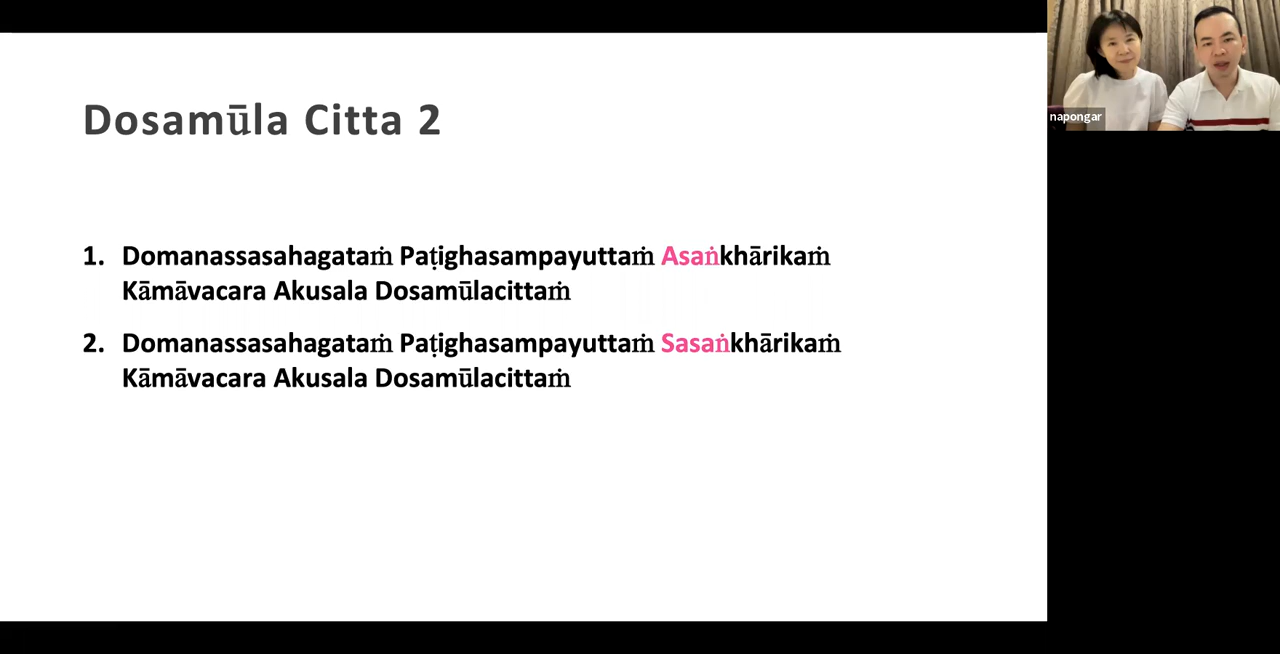 Dosamūla Citta 2
1. Domanassasahagataṁ Paṭighasampayuttaṁ Asaṅkhārikaṁ
Kāmāvacara Akusala Dosamūlacittaṁ
2. Domanassasahagataṁ Paṭighasampayuttaṁ Sasaṅkhārikaṁ
Kāmāvacara Akusala Dosamūlacittaṁ
napongar